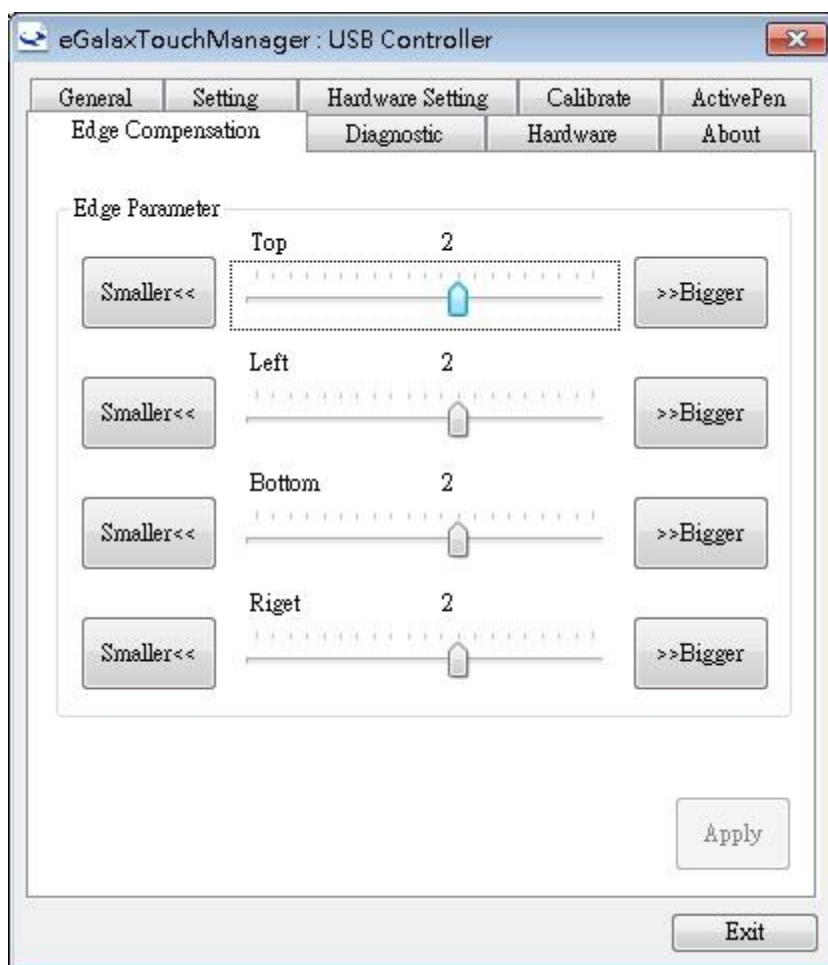 eGalaxTouchManager : USB Controller
General Setting Hardware Setting Calibrate ActivePen
Edge Compensation Diagnostic Hardware About
Edge Parameter
Top 2
Smaller<< >>Bigger
Left 2
Smaller<< >>Bigger
Bottom 2
Smaller<< >>Bigger
Riget 2
Smaller<< >>Bigger
Apply
Exit